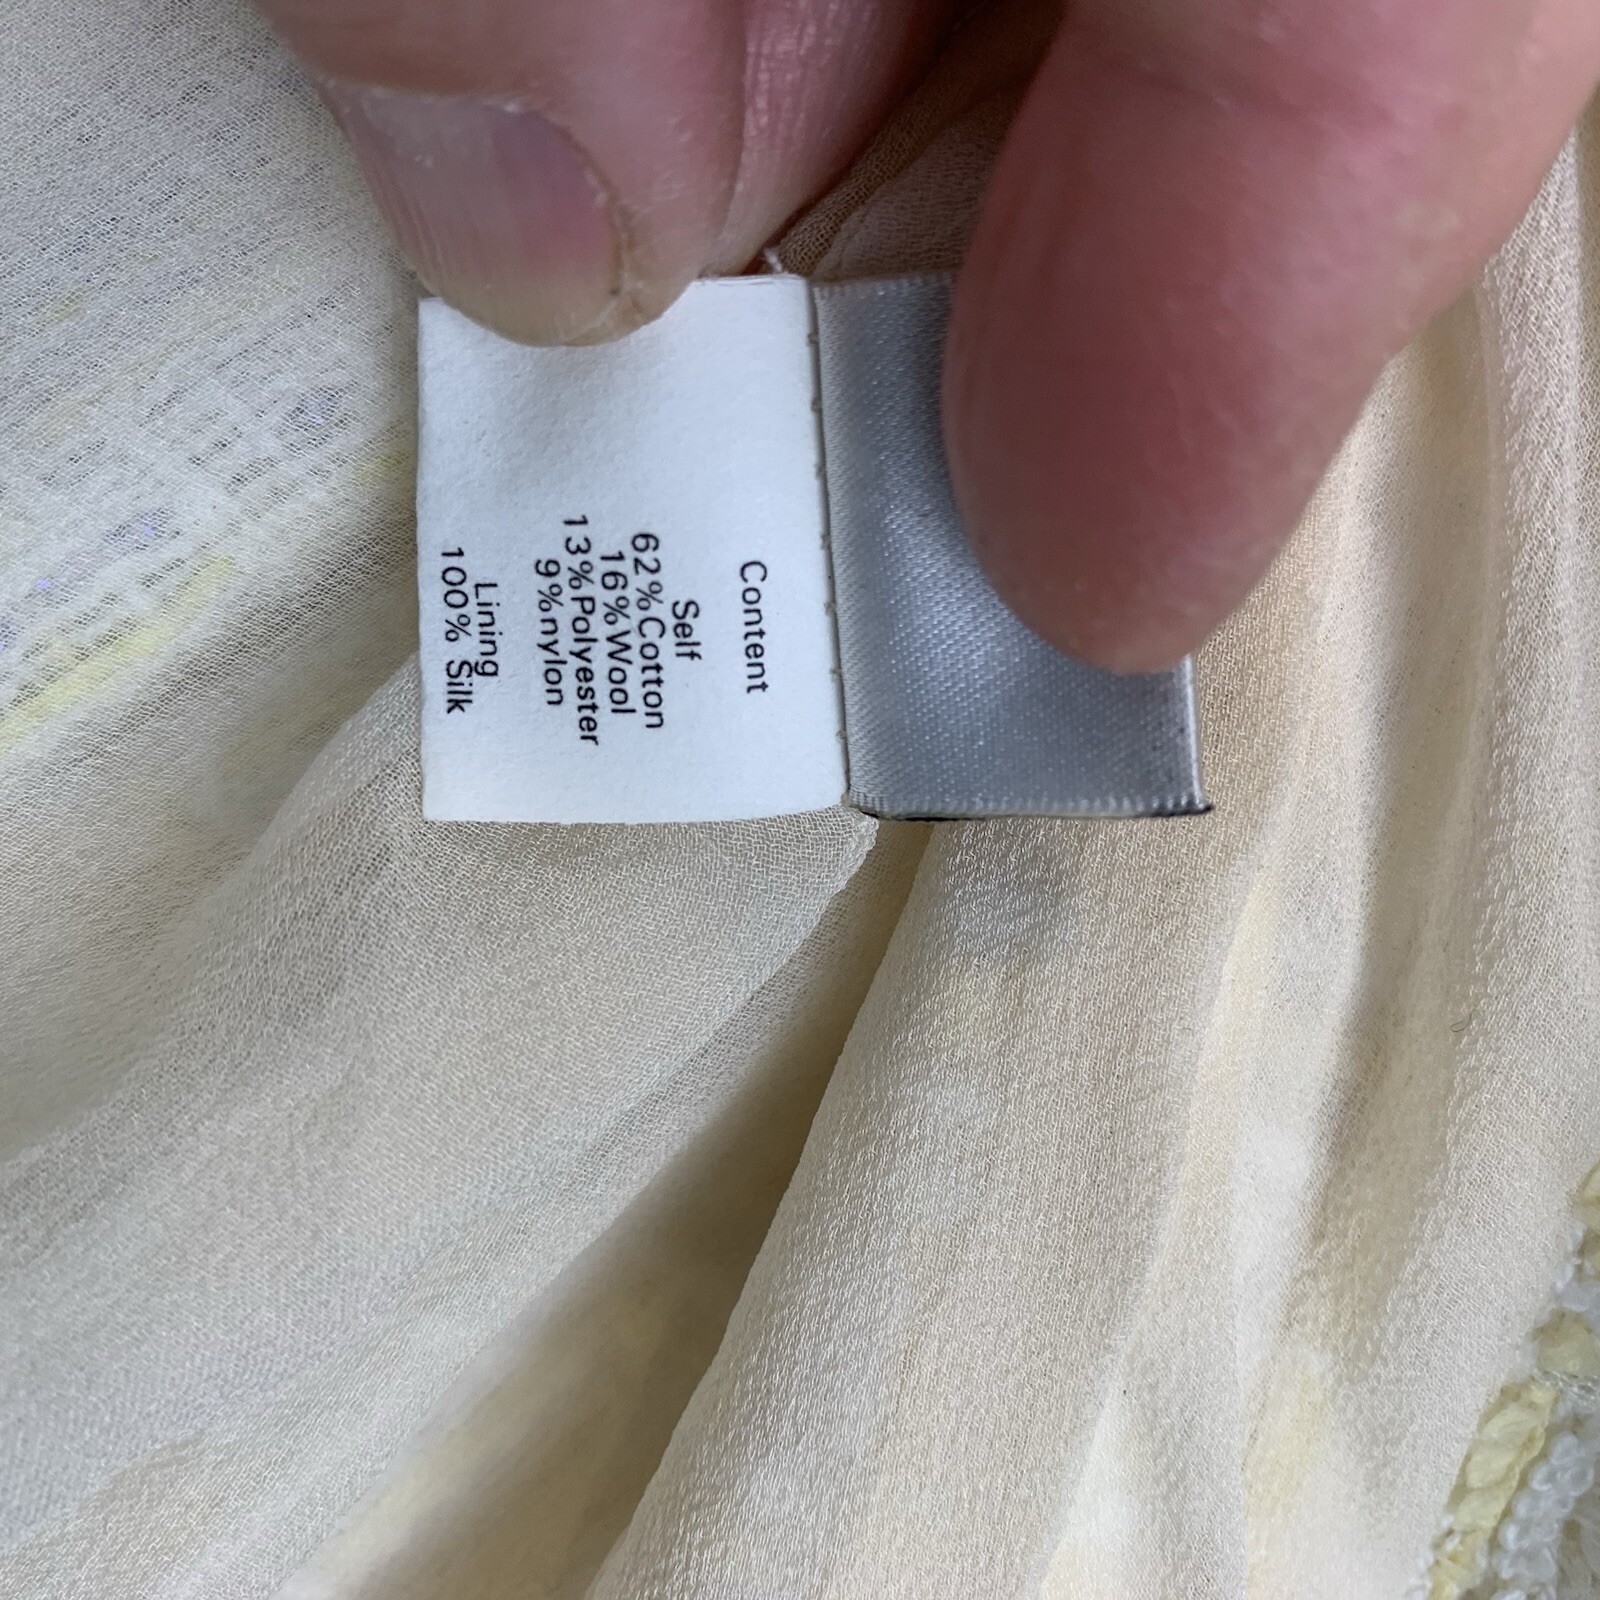 Content
Self
62%Cotton
16%Wool
13%Polyester
9%nylon
Lining
100% Silk